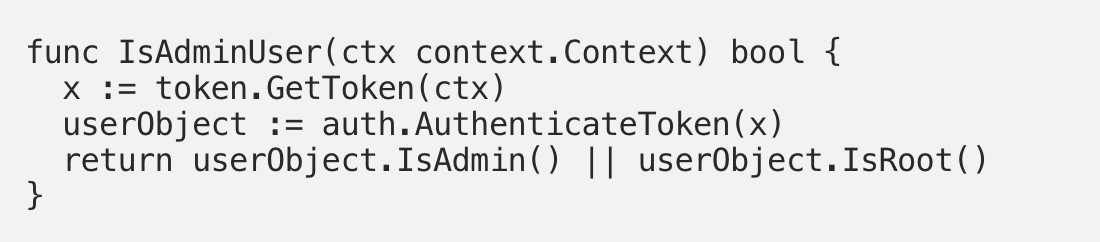 func IsAdminUser(ctx context.Context) bool {
  x := token.GetToken(ctx)
  userObject := auth.AuthenticateToken(x)
  return userObject.IsAdmin() || userObject.IsRoot()
}